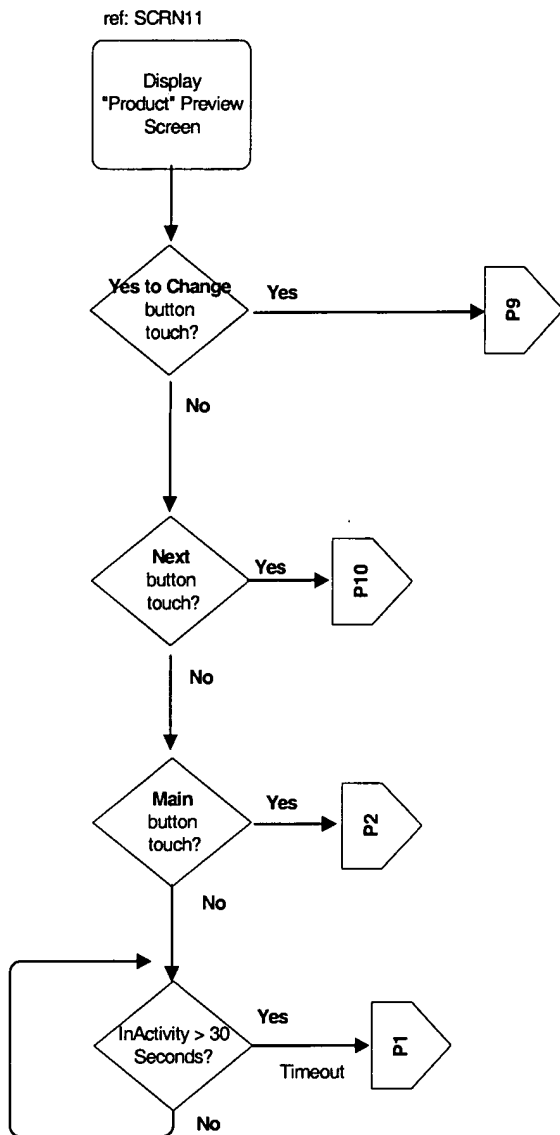 ref: SCRN11
Display
"Product" Preview
Screen
Yes to Change
button
touch?
Yes
P9
No
Next
button
touch?
Yes
P10
No
Main
button
touch?
Yes
P2
No
InActivity > 30
Seconds?
Yes
Timeout
P1
No